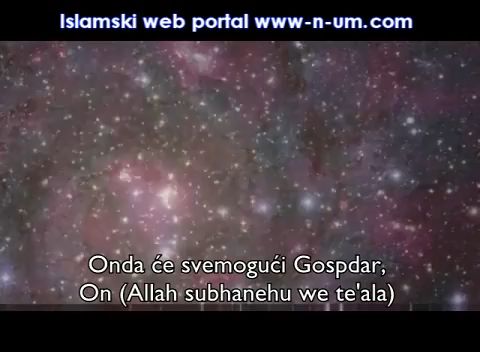 Islamski web portal www-n-um.com
Onda će svemogući Gospdar,
On (Allah subhanehu we te'ala)